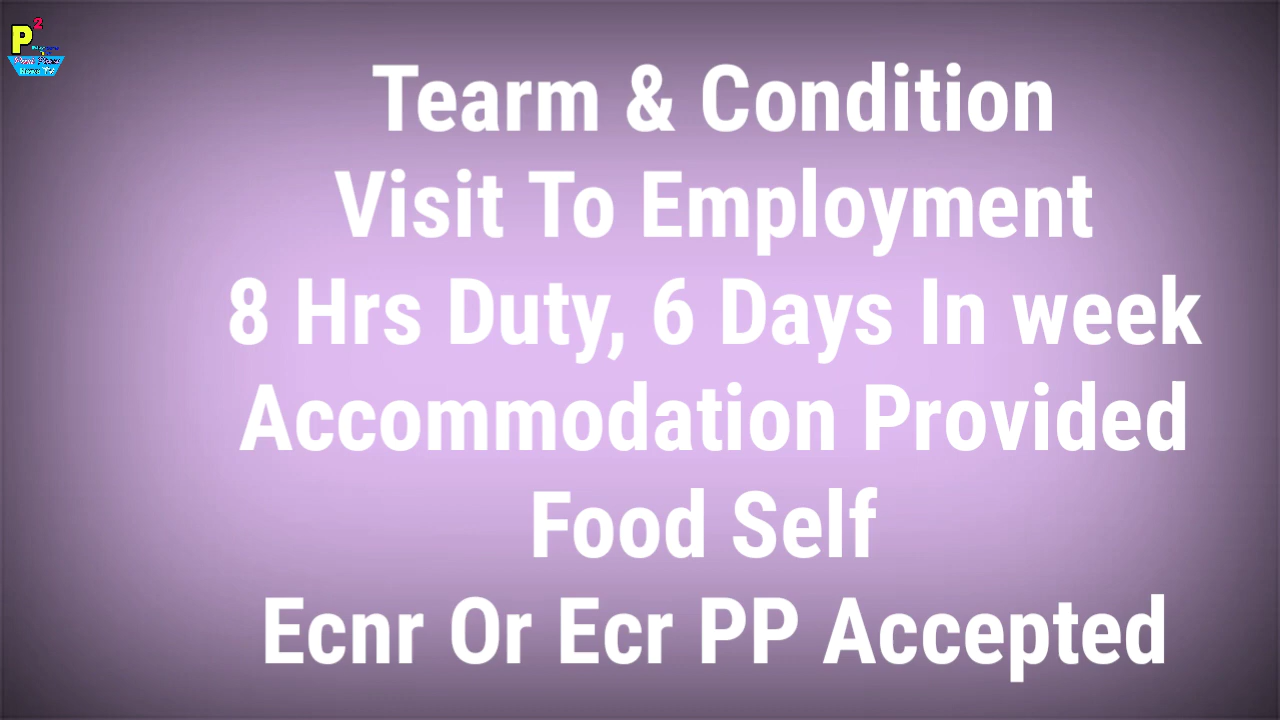 P2
Tearm & Condition
Visit To Employment
8 Hrs Duty, 6 Days In week
Accommodation Provided
Food Self
Ecnr Or Ecr PP Accepted